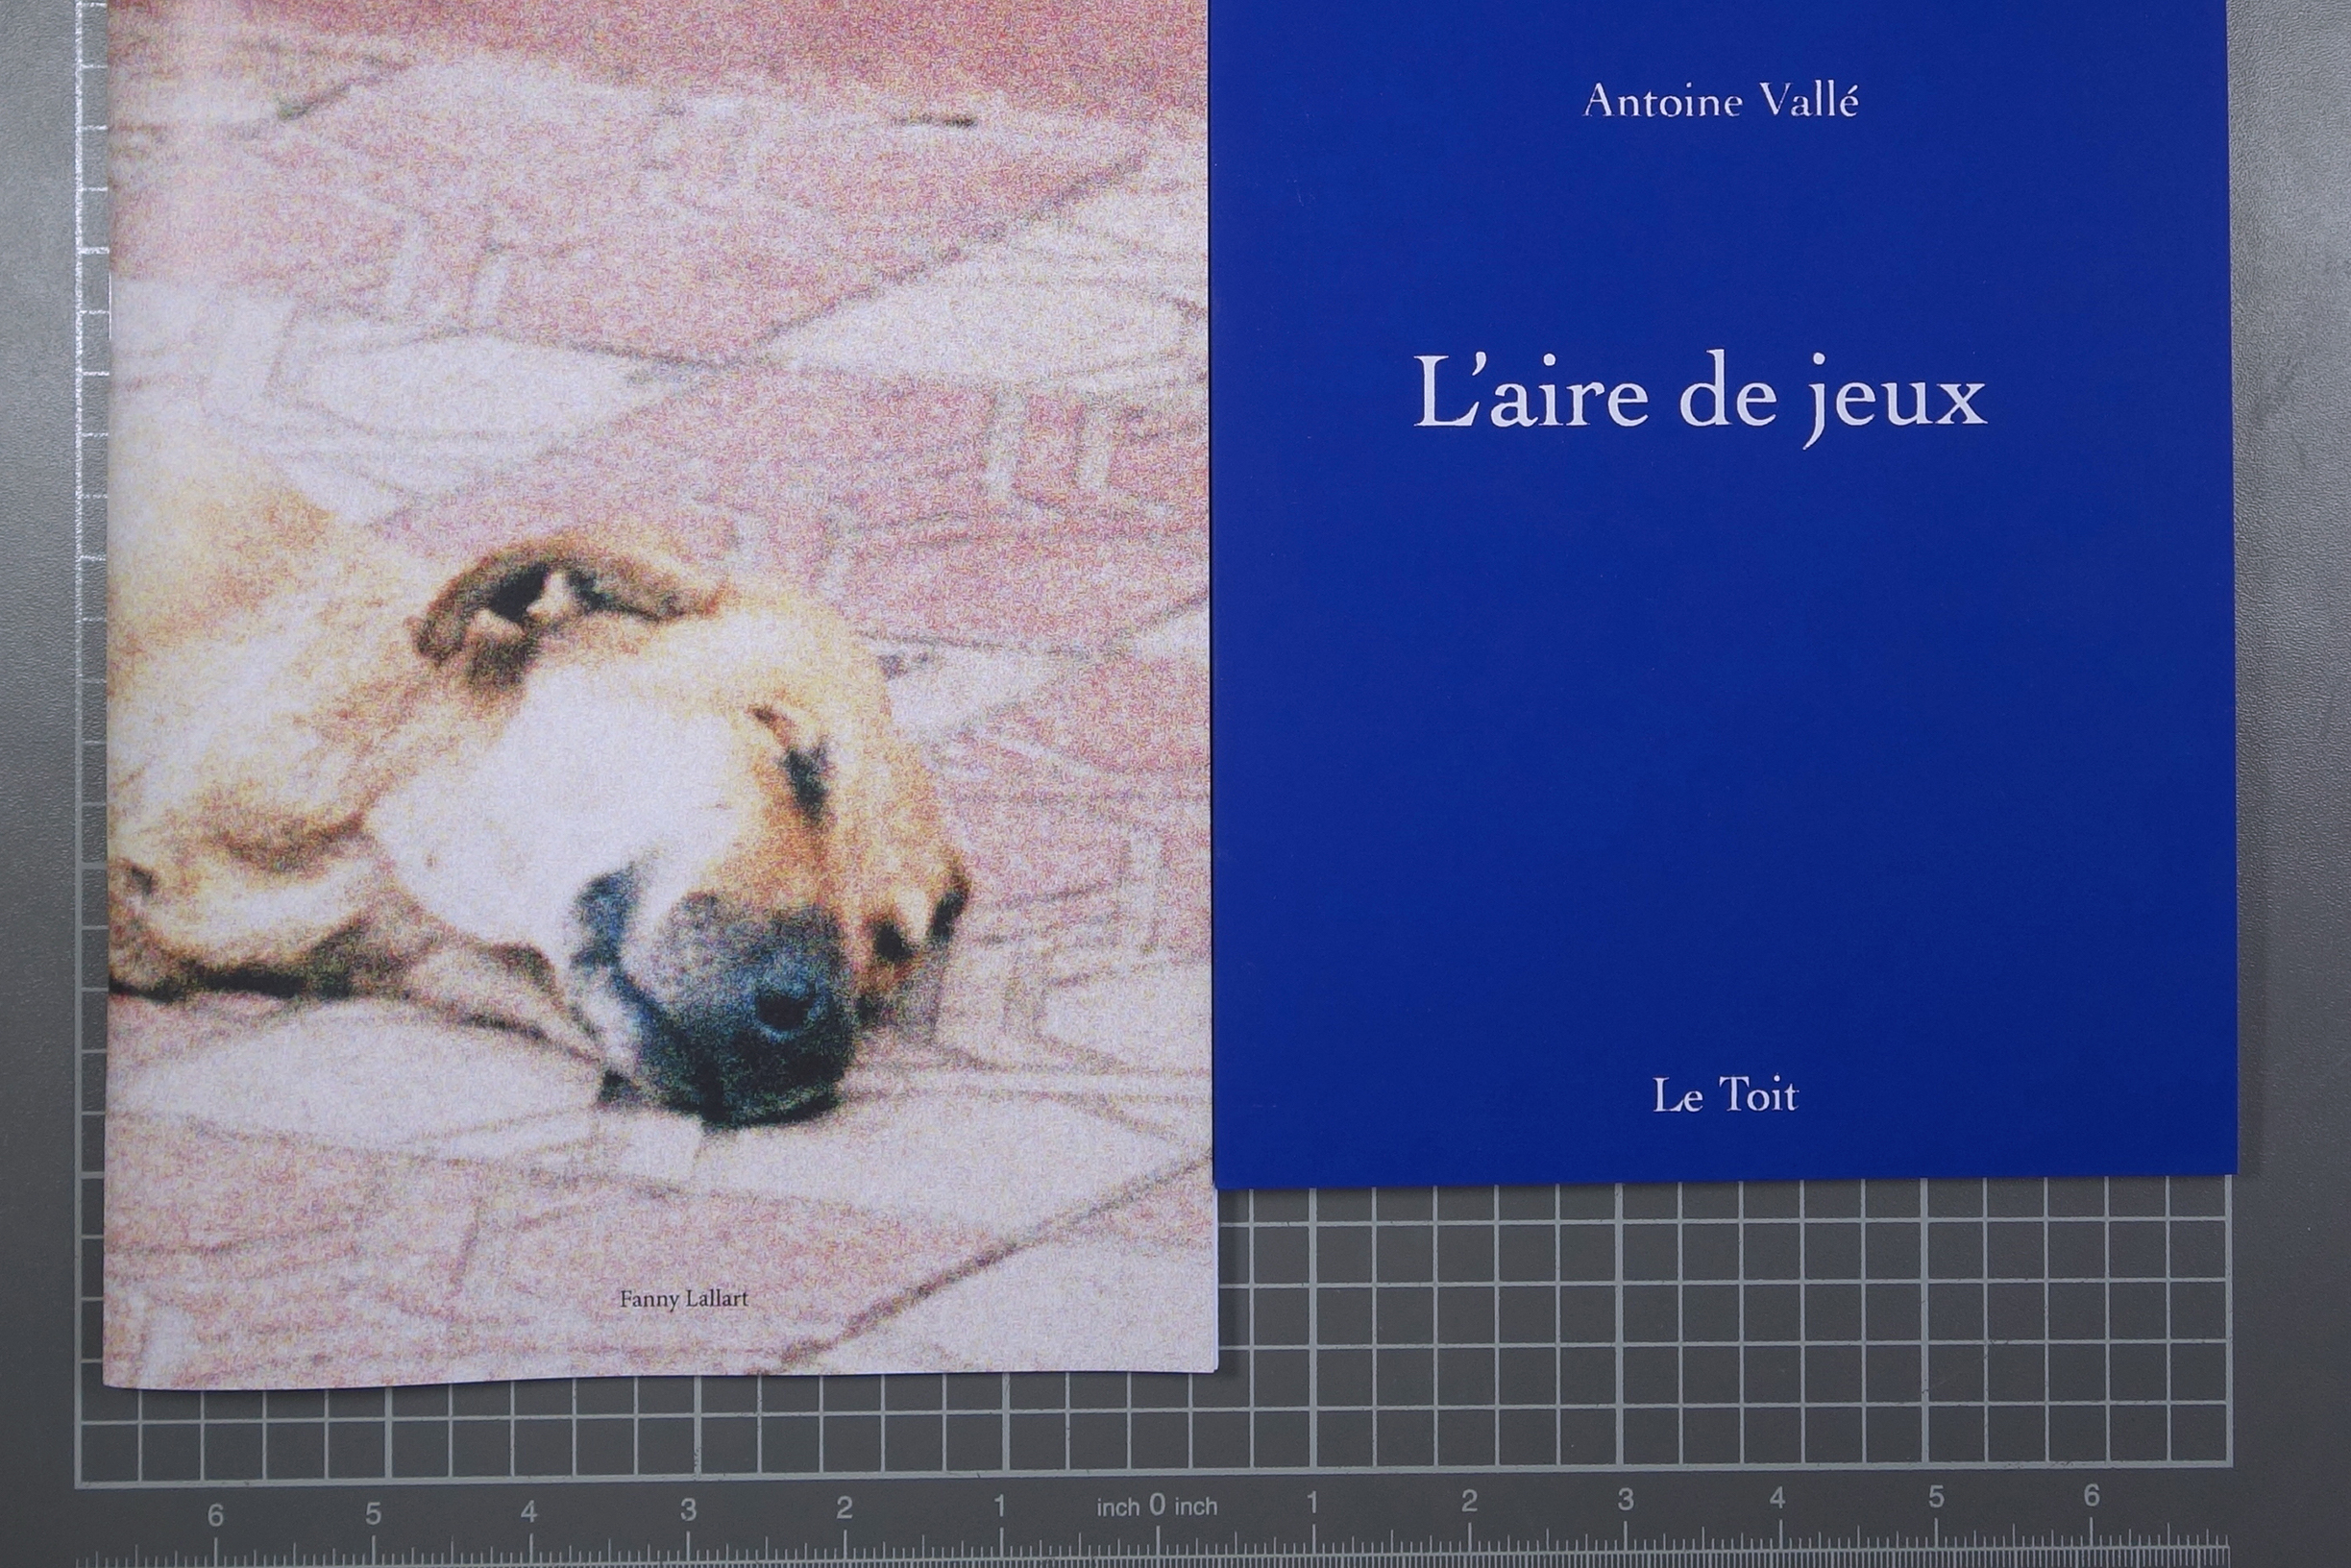 Antoine Vallé
L'aire de jeux
Le Toit
Fanny Lallart
6 5 4 3 2 1 inch 0 inch 1 2 3 4 5 6